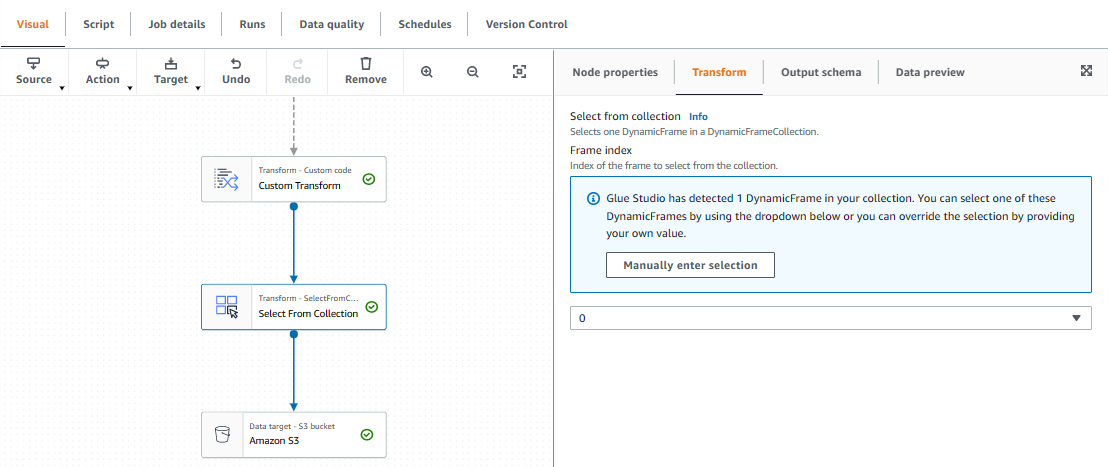 Visual
Script
Job details
Runs
Data quality
Schedules
Version Control
Source
Action
Target
Undo
Redo
Remove
Transform - Custom code
Custom Transform
Transform - SelectFromC...
Select From Collection
Data target - S3 bucket
Amazon S3
Node properties
Transform
Output schema
Data preview
Select from collection Info
Selects one DynamicFrame in a DynamicFrameCollection.
Frame index
Index of the frame to select from the collection.
Glue Studio has detected 1 DynamicFrame in your collection. You can select one of these
DynamicFrames by using the dropdown below or you can override the selection by providing
your own value.
Manually enter selection
0